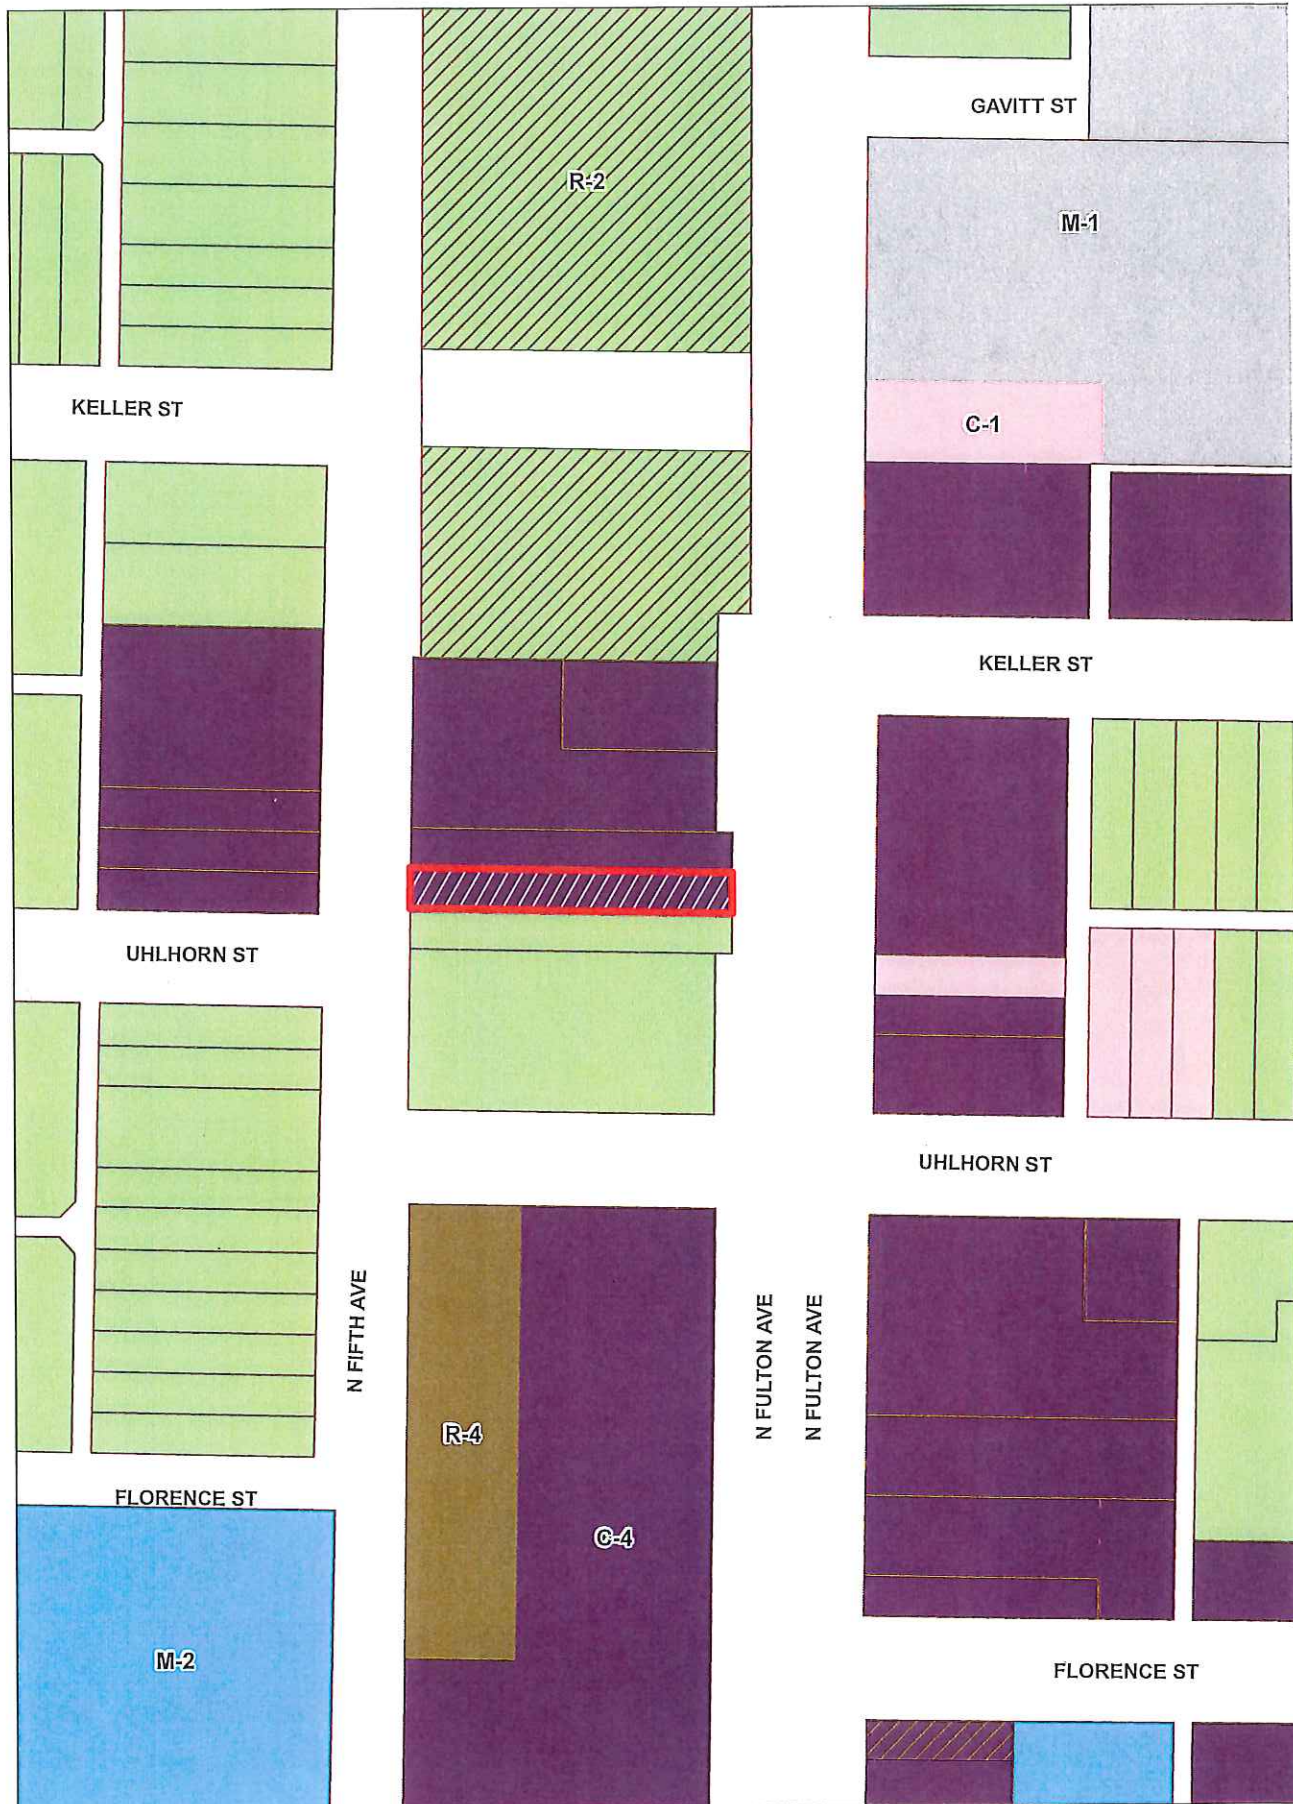 GAVITT ST
R-2
M-1
KELLER ST
C-1
KELLER ST
UHLHORN ST
UHLHORN ST
N FIFTH AVE
N FULTON AVE
N FULTON AVE
R-4
FLORENCE ST
C-4
M-2
FLORENCE ST